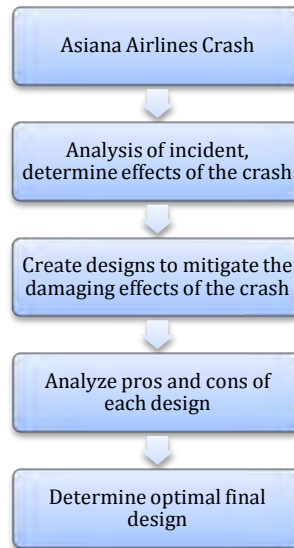 Asiana Airlines Crash
Analysis of incident,
determine effects of the crash
Create designs to mitigate the
damaging effects of the crash
Analyze pros and cons of
each design
Determine optimal final
design